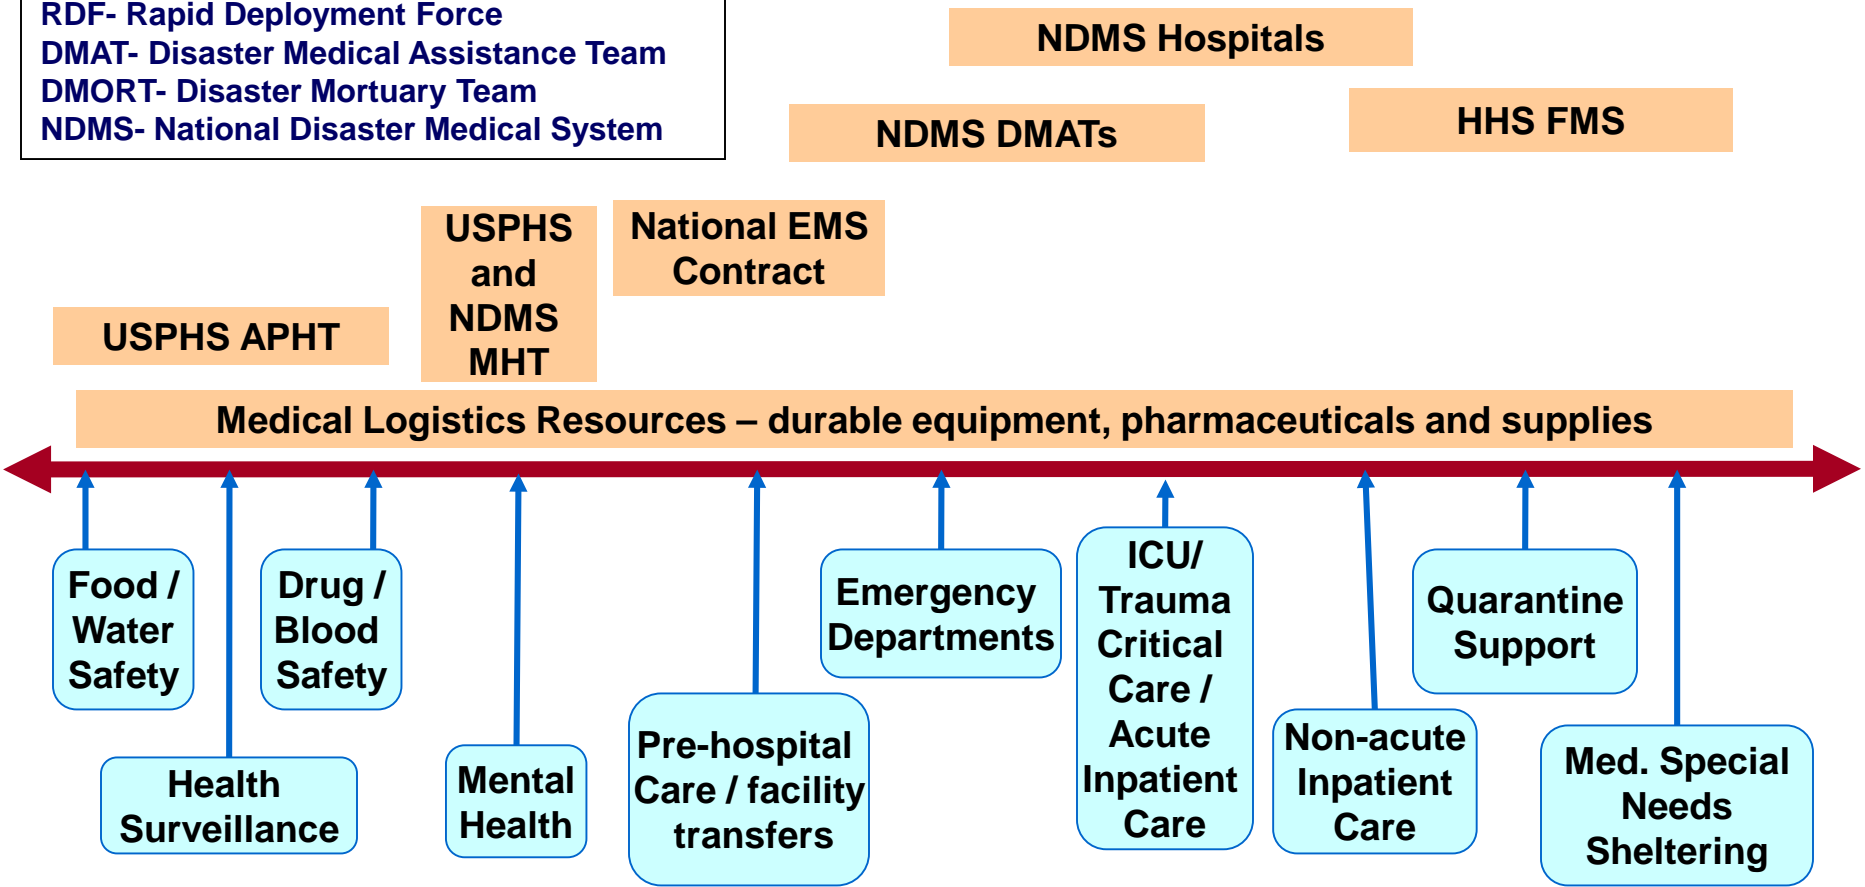 RDF- Rapid Deployment Force
DMAT- Disaster Medical Assistance Team
DMORT- Disaster Mortuary Team
NDMS- National Disaster Medical System
NDMS Hospitals
NDMS DMATs
HHS FMS
USPHS
and
NDMS
MHT
National EMS
Contract
USPHS APHT
Medical Logistics Resources – durable equipment, pharmaceuticals and supplies
Food /
Water
Safety
Health
Surveillance
Drug /
Blood
Safety
Mental
Health
Pre-hospital
Care / facility
transfers
Emergency
Departments
ICU/
Trauma
Critical
Care /
Acute
Inpatient
Care
Non-acute
Inpatient
Care
Quarantine
Support
Med. Special
Needs
Sheltering